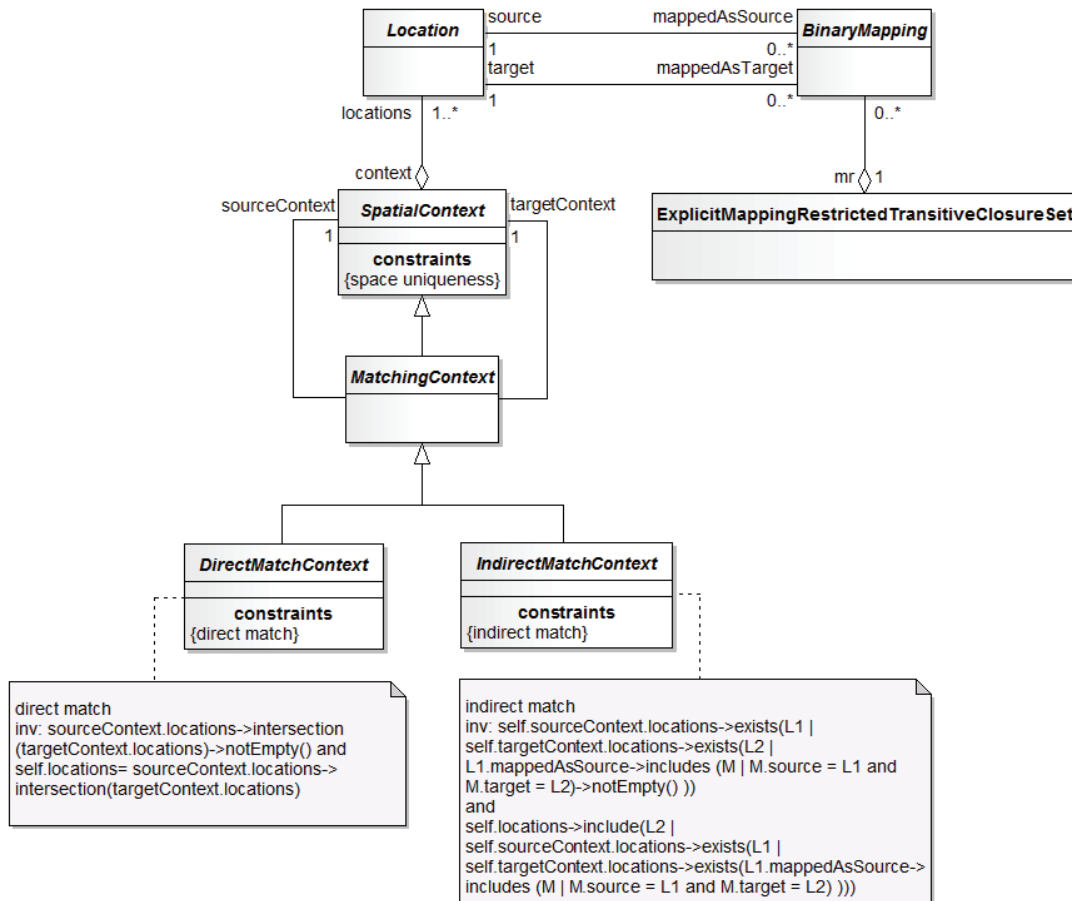 Location
source
mappedAsSource
BinaryMapping
1
0..*
target
mappedAsTarget
1
0..*
locations
1..*
0..*
context
mr
1
sourceContext
SpatialContext
targetContext
ExplicitMappingRestrictedTransitiveClosureSet
1
1
constraints
{space uniqueness}
MatchingContext
DirectMatchContext
constraints
{direct match}
IndirectMatchContext
constraints
{indirect match}
direct match
inv: sourceContext.locations->intersection
(targetContext.locations)->notEmpty() and
self.locations= sourceContext.locations->
intersection(targetContext.locations)
indirect match
inv: self.sourceContext.locations->exists(L1 |
self.targetContext.locations->exists(L2 |
L1.mappedAsSource->includes (M | M.source = L1 and
M.target = L2)->notEmpty() ))
and
self.locations->include(L2 |
self.sourceContext.locations->exists(L1 |
self.targetContext.locations->exists(L1.mappedAsSource->
includes (M | M.source = L1 and M.target = L2) )))